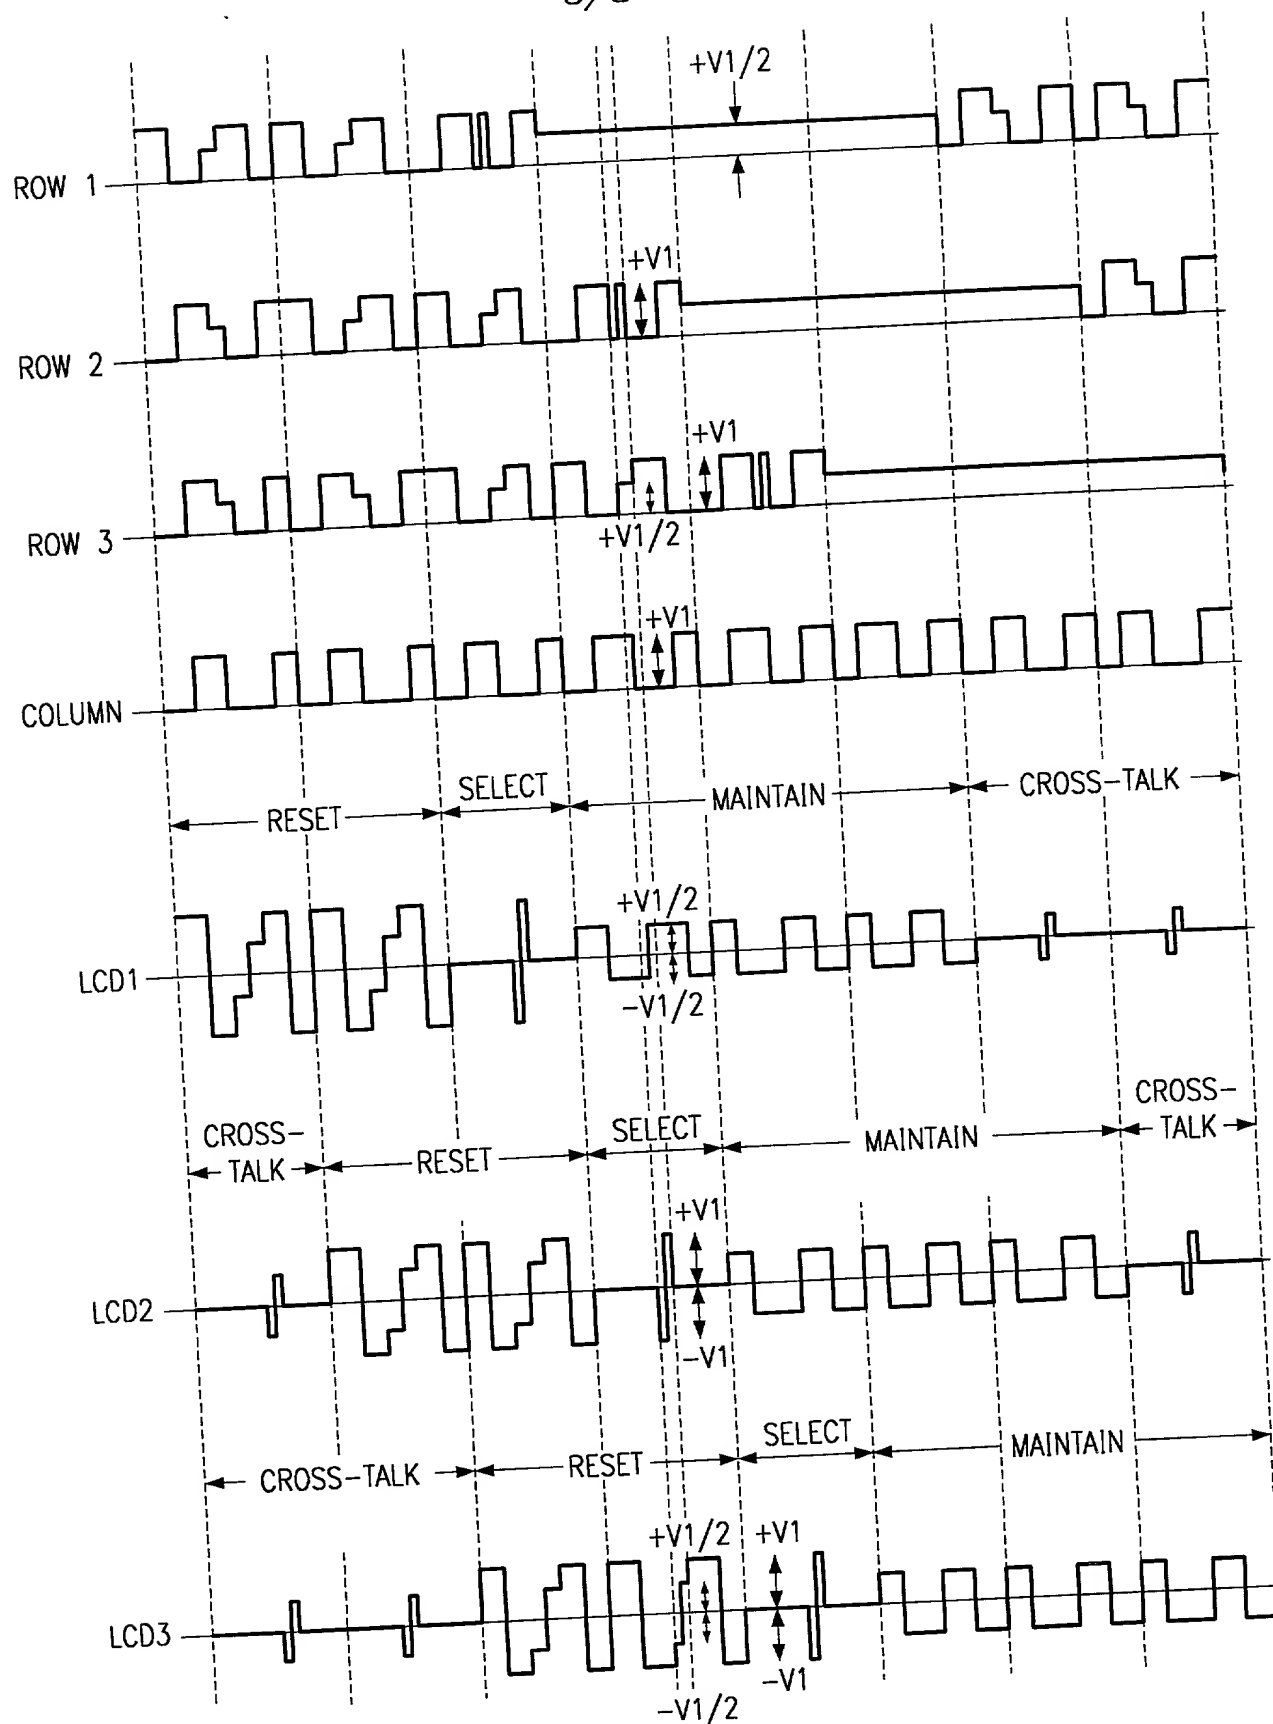 +V1/2
ROW 1
+V1
ROW 2
+V1
ROW 3
+V1/2
+V1
COLUMN
RESET
SELECT
MAINTAIN
CROSS-TALK
+V1/2
LCD1
-V1/2
CROSS-
TALK
RESET
SELECT
MAINTAIN
CROSS-
TALK
+V1
LCD2
-V1
CROSS-TALK
RESET
SELECT
MAINTAIN
+V1/2
+V1
LCD3
-V1
-V1/2